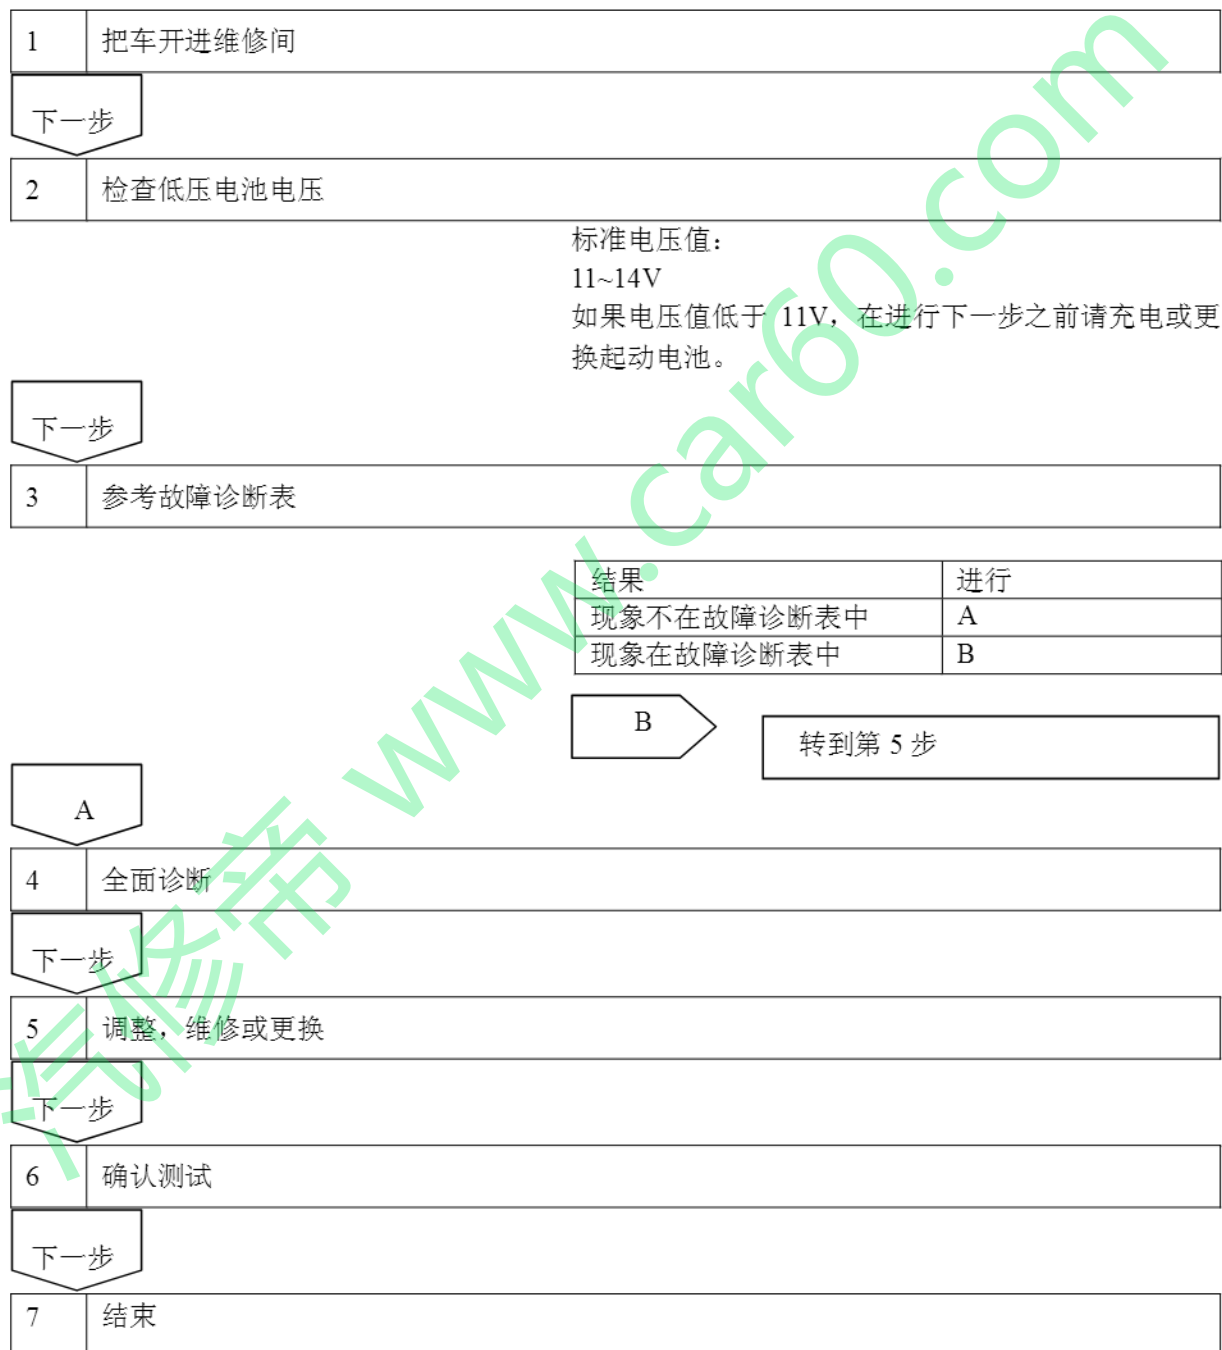 1 把车开进维修间
下一步
2 检查低压电池电压
标准电压值：
11~14V
如果电压值低于 11V，在进行下一步之前请充电或更
换起动电池。
下一步
3 参考故障诊断表
结果 进行
现象不在故障诊断表中 A
现象在故障诊断表中 B
B
转到第 5 步
A
4 全面诊断
下一步
5 调整，维修或更换
下一步
6 确认测试
下一步
7 结束
汽修帝 www.car60.com